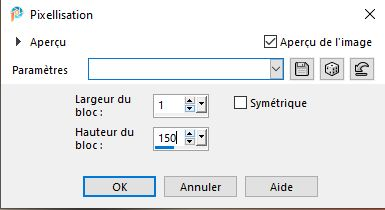 Pixellisation
Aperçu
Aperçu de l'image
Paramètres
Largeur du bloc :
1
Symétrique
Hauteur du bloc :
150
OK
Annuler
Aide